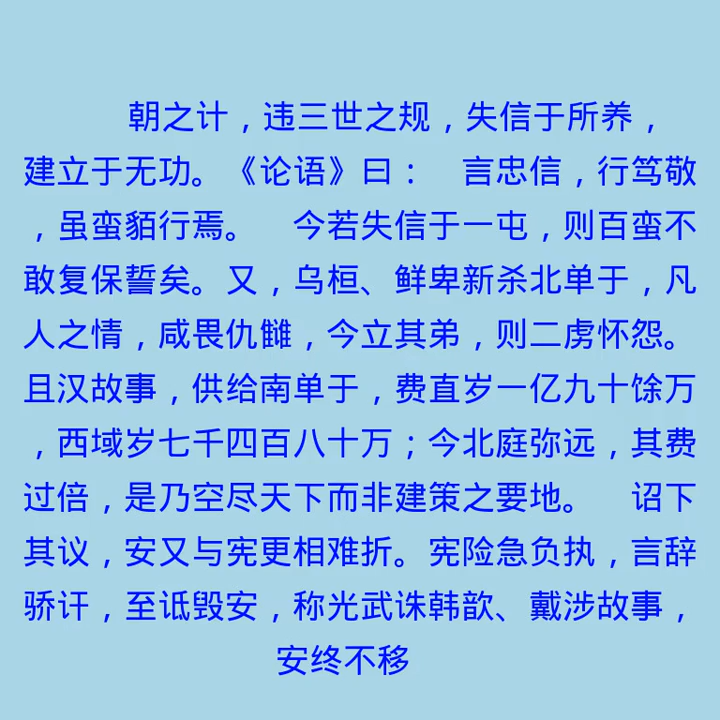 朝之计，违三世之规，失信于所养，
建立于无功。《论语》曰： 言忠信，行笃敬
，虽蛮貊行焉。 今若失信于一屯，则百蛮不
敢复保誓矣。又，乌桓、鲜卑新杀北单于，凡
人之情，咸畏仇雠，今立其弟，则二虏怀怨。
且汉故事，供给南单于，费直岁一亿九十馀万
，西域岁七千四百八十万；今北庭弥远，其费
过倍，是乃空尽天下而非建策之要地。 诏下
其议，安又与宪更相难折。宪险急负执，言辞
骄讦，至诋毁安，称光武诛韩歆、戴涉故事，
安终不移